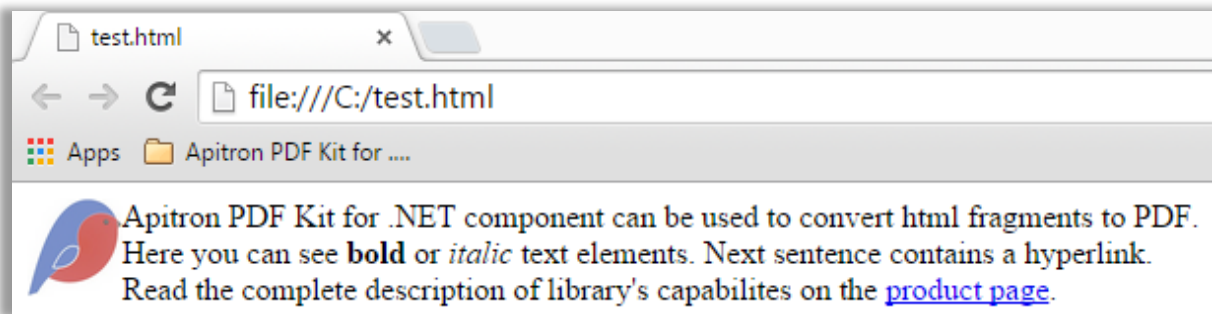 test.html
file:///C:/test.html
Apps Apitron PDF Kit for ....
Apitron PDF Kit for .NET component can be used to convert html fragments to PDF.
Here you can see bold or italic text elements. Next sentence contains a hyperlink.
Read the complete description of library's capabilites on the product page.